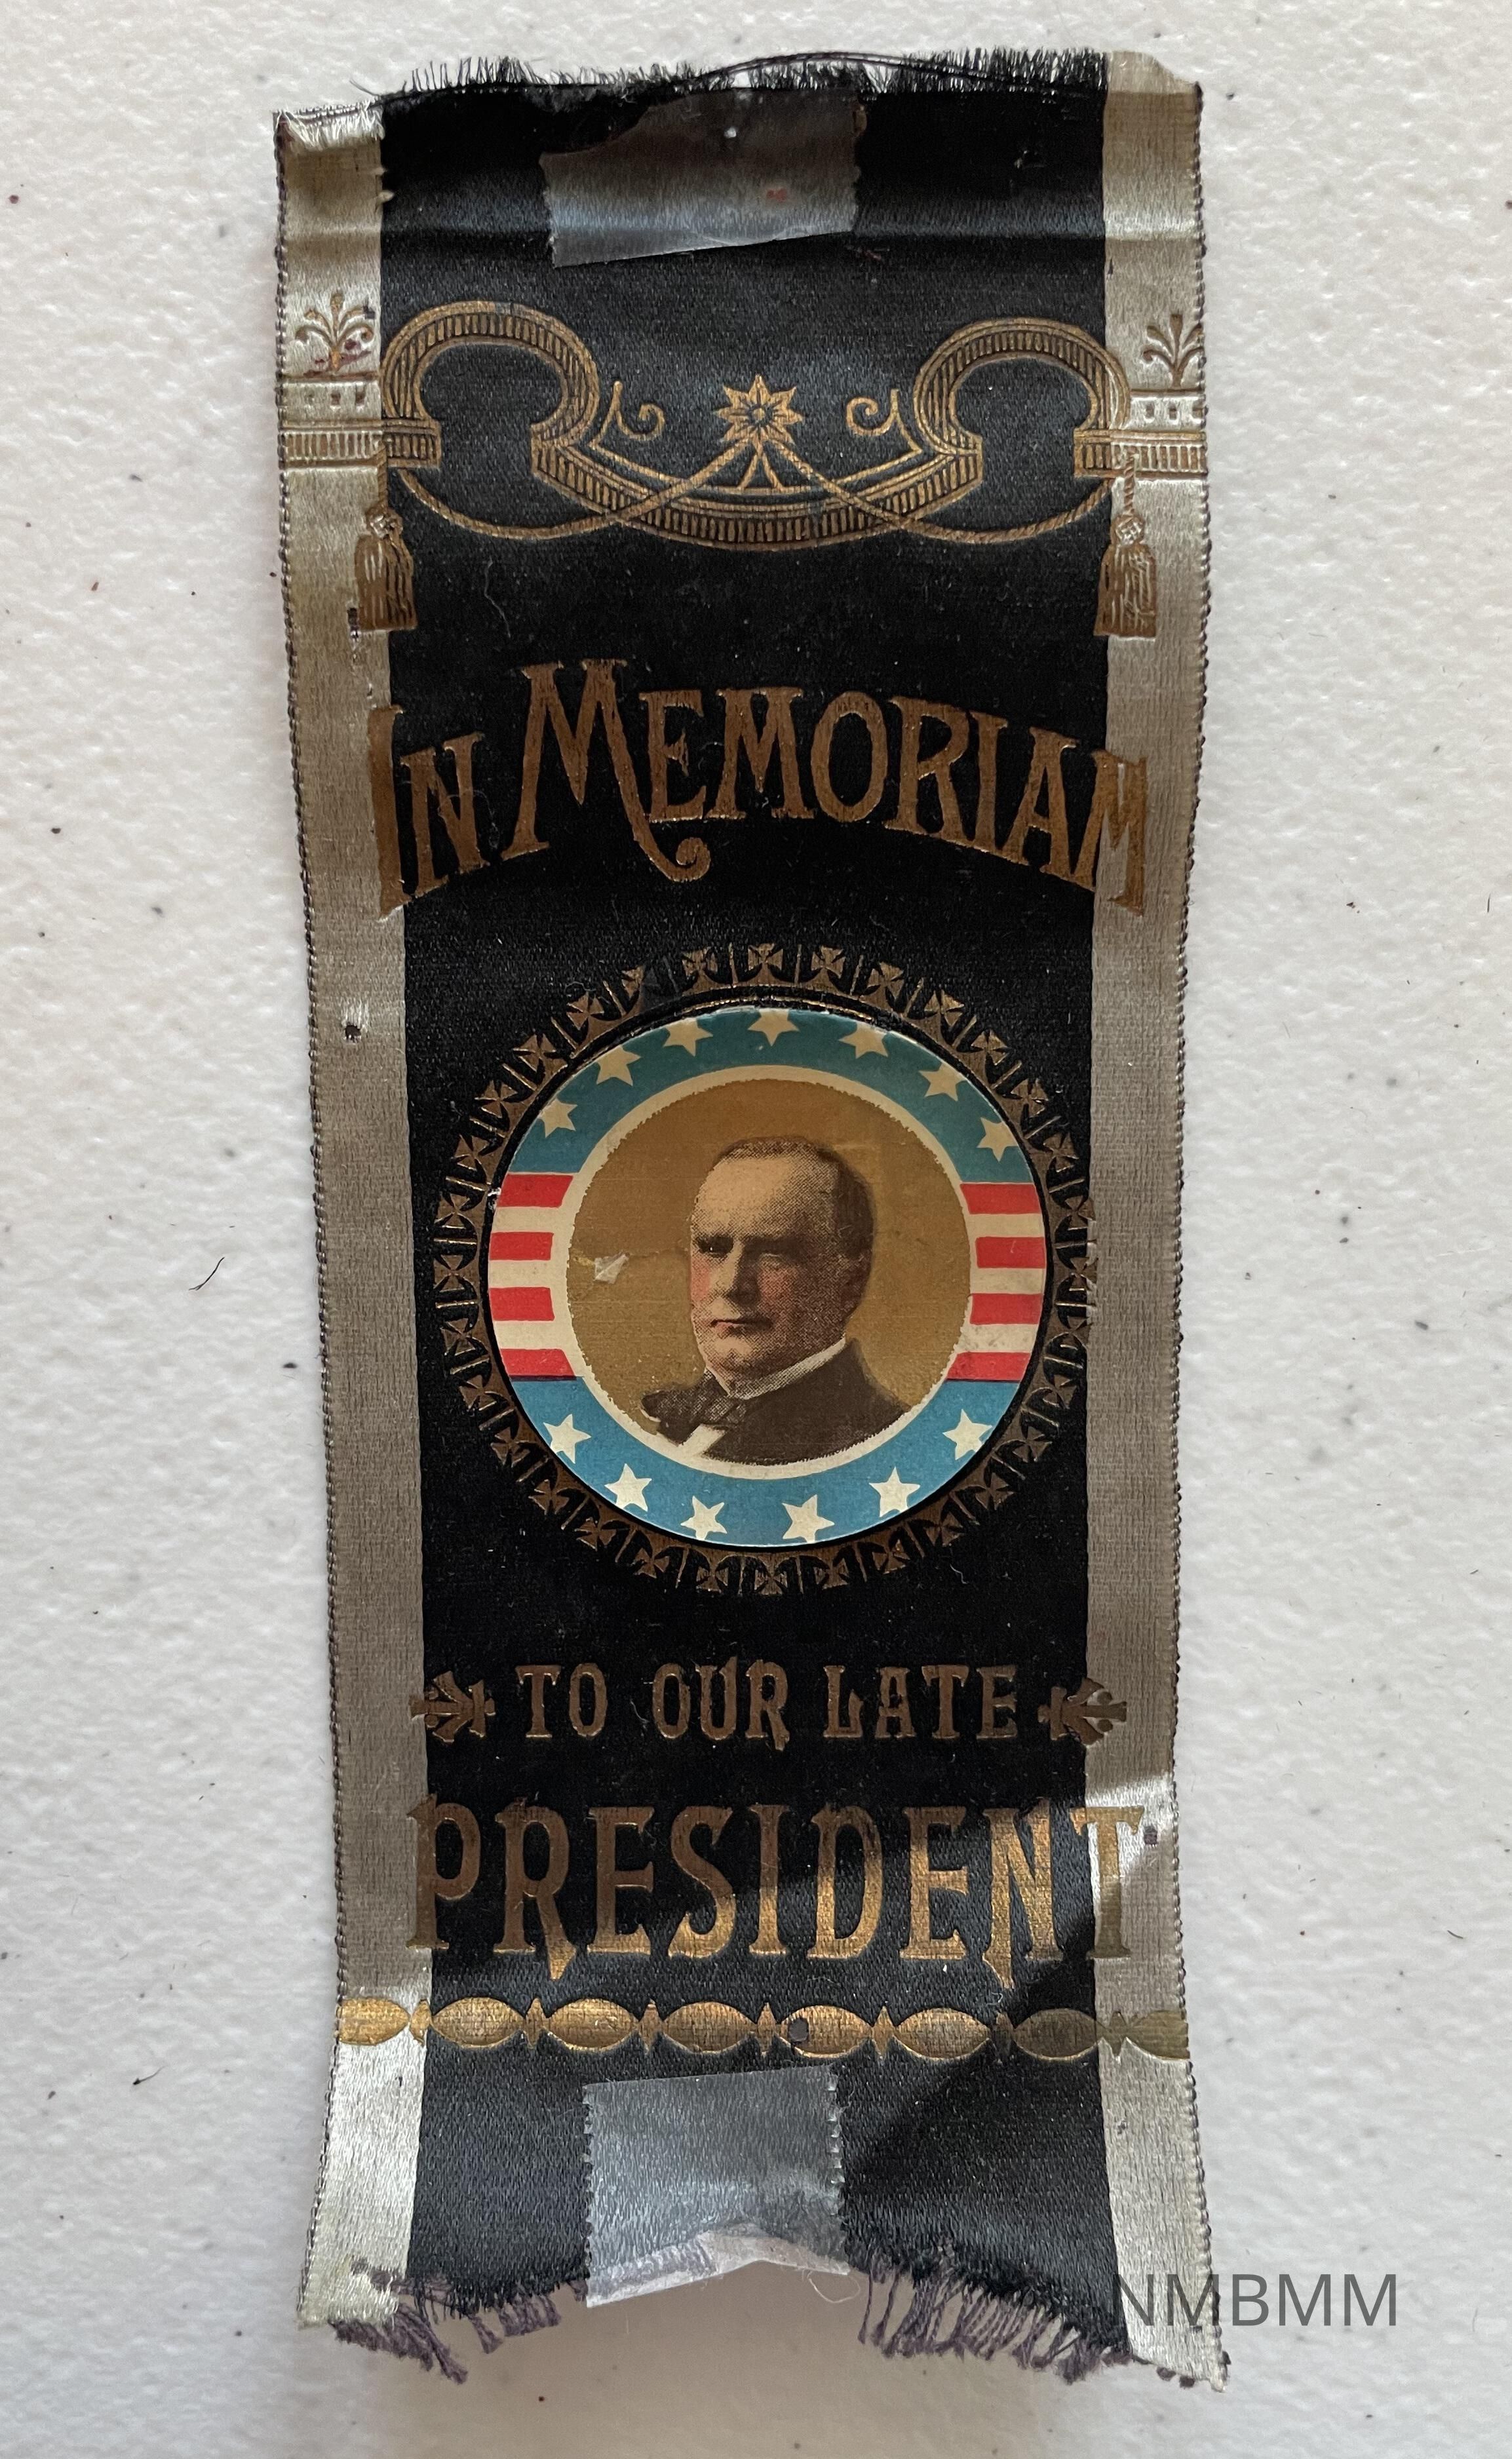 IN MEMORIAM
TO OUR LATE
PRESIDENT
NMBMM